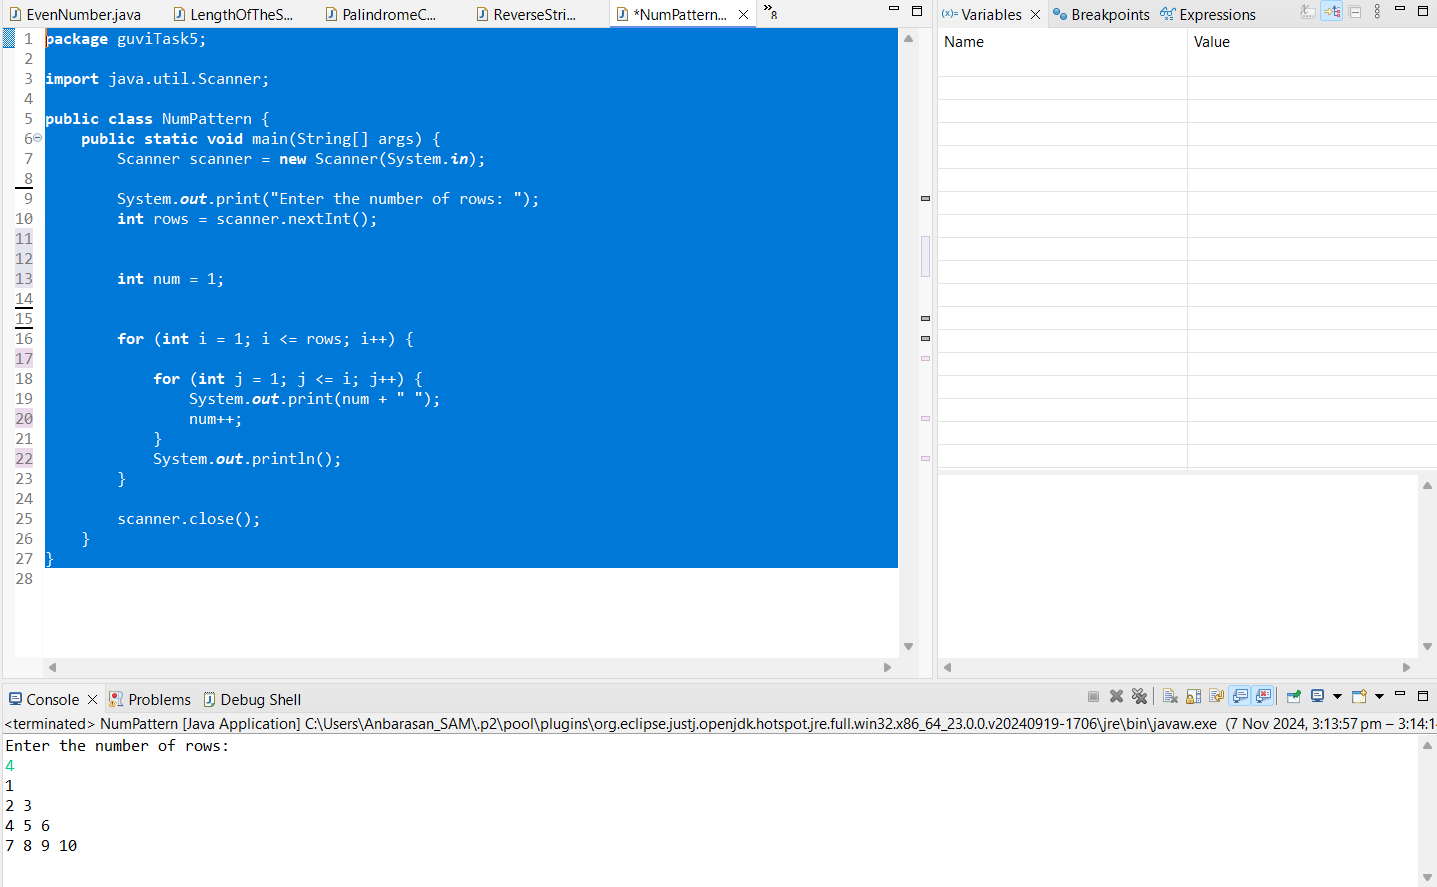 EvenNumber.java LengthOfTheS... PalindromeC... ReverseStri... *NumPattern... »8
1 package guviTask5;
2
3 import java.util.Scanner;
4
5 public class NumPattern {
6 public static void main(String[] args) {
7 Scanner scanner = new Scanner(System.in);
8
9 System.out.print("Enter the number of rows: ");
10 int rows = scanner.nextInt();
11
12
13 int num = 1;
14
15
16 for (int i = 1; i <= rows; i++) {
17
18 for (int j = 1; j <= i; j++) {
19 System.out.print(num + " ");
20 num++;
21 }
22 System.out.println();
23 }
24
25 scanner.close();
26 }
27 }
28
(x)= Variables Breakpoints Expressions
Name Value
Console Problems Debug Shell
<terminated> NumPattern [Java Application] C:\Users\Anbarasan_SAM\.p2\pool\plugins\org.eclipse.justj.openjdk.hotspot.jre.full.win32.x86_64_23.0.0.v20240919-1706\jre\bin\javaw.exe (7 Nov 2024, 3:13:57 pm – 3:14:1
Enter the number of rows:
4
1
2 3
4 5 6
7 8 9 10